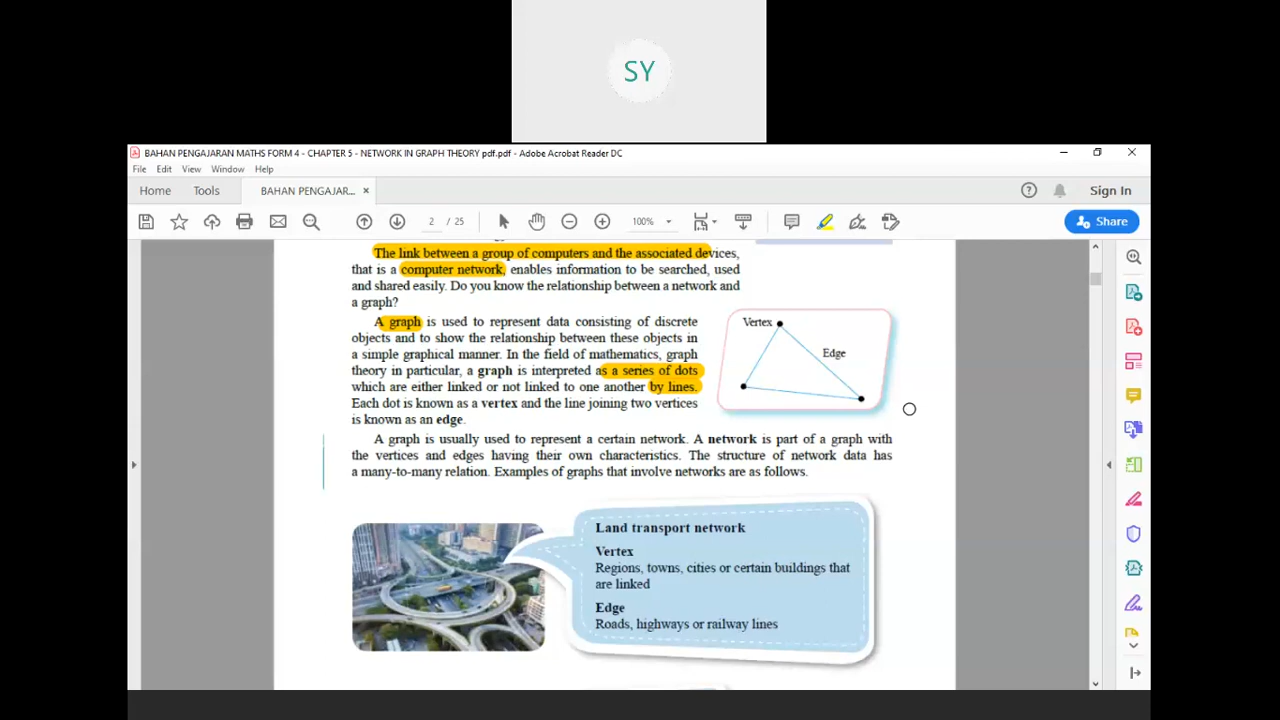 SY
BAHAN PENGAJARAN MATHS FORM 4 - CHAPTER 5 - NETWORK IN GRAPH THEORY pdf.pdf - Adobe Acrobat Reader DC
File Edit View Window Help
Home Tools BAHAN PENGAJAR... × Sign In
2 / 25 100% Share
The link between a group of computers and the associated devices,
that is a computer network, enables information to be searched, used
and shared easily. Do you know the relationship between a network and
a graph?
A graph is used to represent data consisting of discrete
objects and to show the relationship between these objects in
a simple graphical manner. In the field of mathematics, graph
theory in particular, a graph is interpreted as a series of dots
which are either linked or not linked to one another by lines.
Each dot is known as a vertex and the line joining two vertices
is known as an edge.
Vertex
Edge
A graph is usually used to represent a certain network. A network is part of a graph with
the vertices and edges having their own characteristics. The structure of network data has
a many-to-many relation. Examples of graphs that involve networks are as follows.
Land transport network
Vertex
Regions, towns, cities or certain buildings that
are linked
Edge
Roads, highways or railway lines